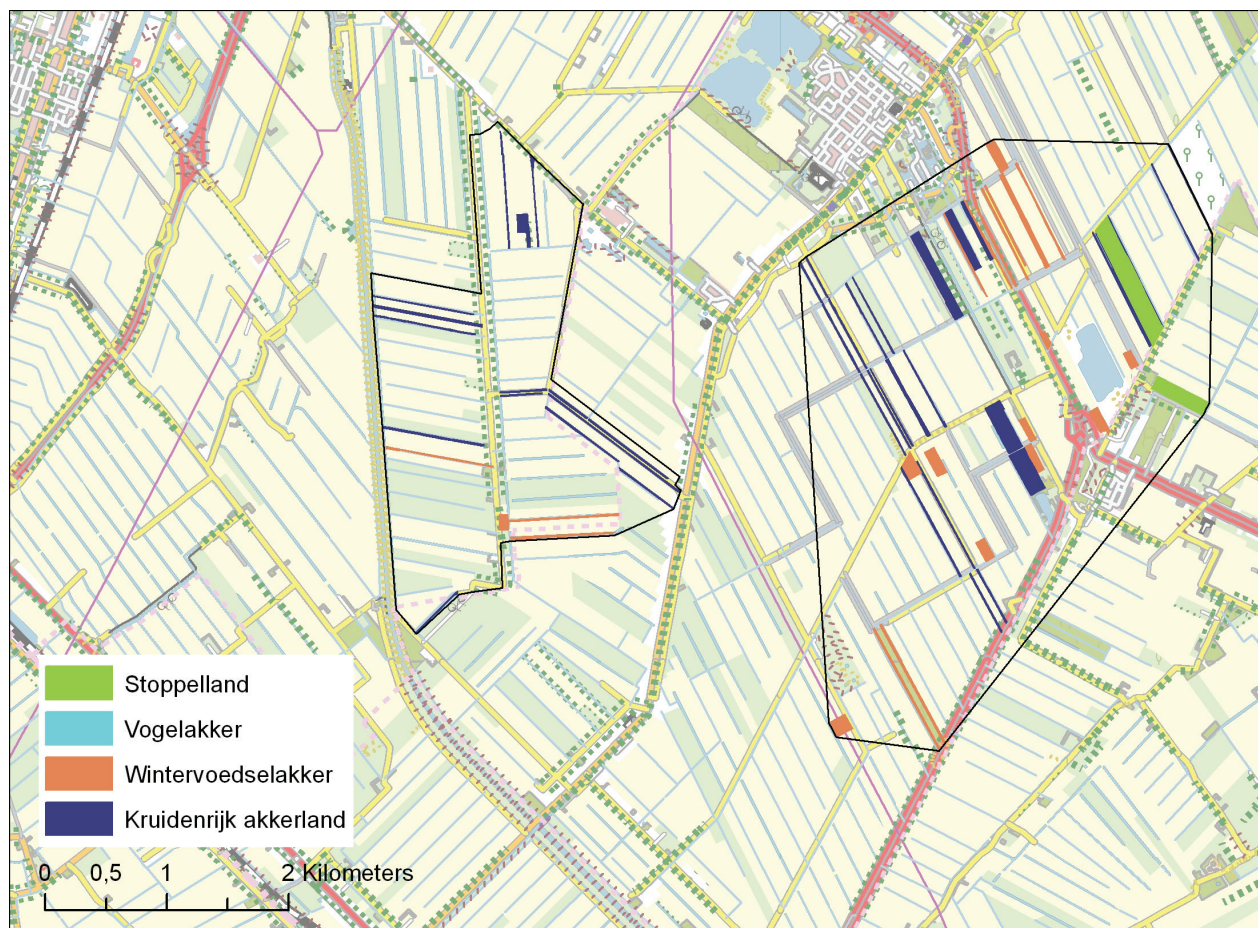 Stoppelland
Vogelakker
Wintervoedselakker
Kruidenrijk akkerland
0 0,5 1 2 Kilometers